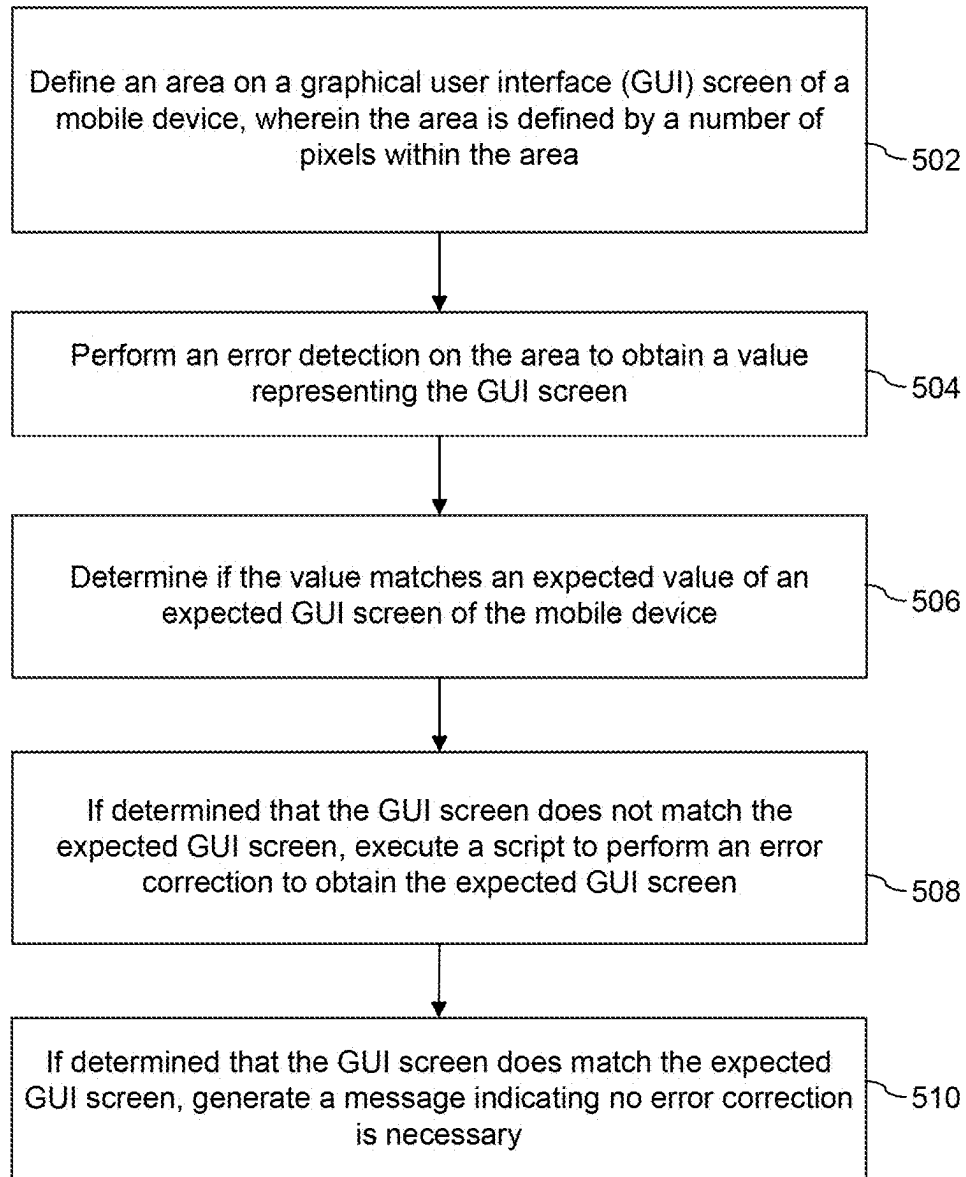 Define an area on a graphical user interface (GUI) screen of a
mobile device, wherein the area is defined by a number of
pixels within the area
502
Perform an error detection on the area to obtain a value
representing the GUI screen
504
Determine if the value matches an expected value of an
expected GUI screen of the mobile device
506
If determined that the GUI screen does not match the
expected GUI screen, execute a script to perform an error
correction to obtain the expected GUI screen
508
If determined that the GUI screen does match the expected
GUI screen, generate a message indicating no error correction
is necessary
510